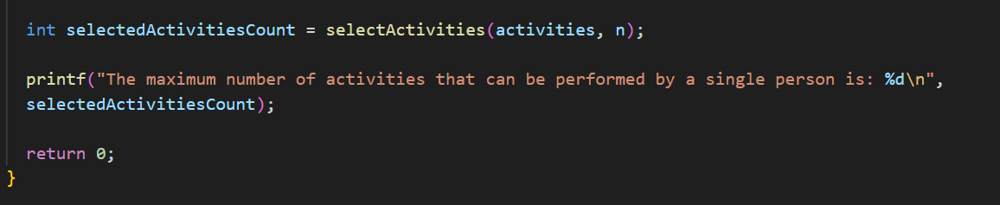 int selectedActivitiesCount = selectActivities(activities, n);
printf("The maximum number of activities that can be performed by a single person is: %d\n",
selectedActivitiesCount);
return 0;
}